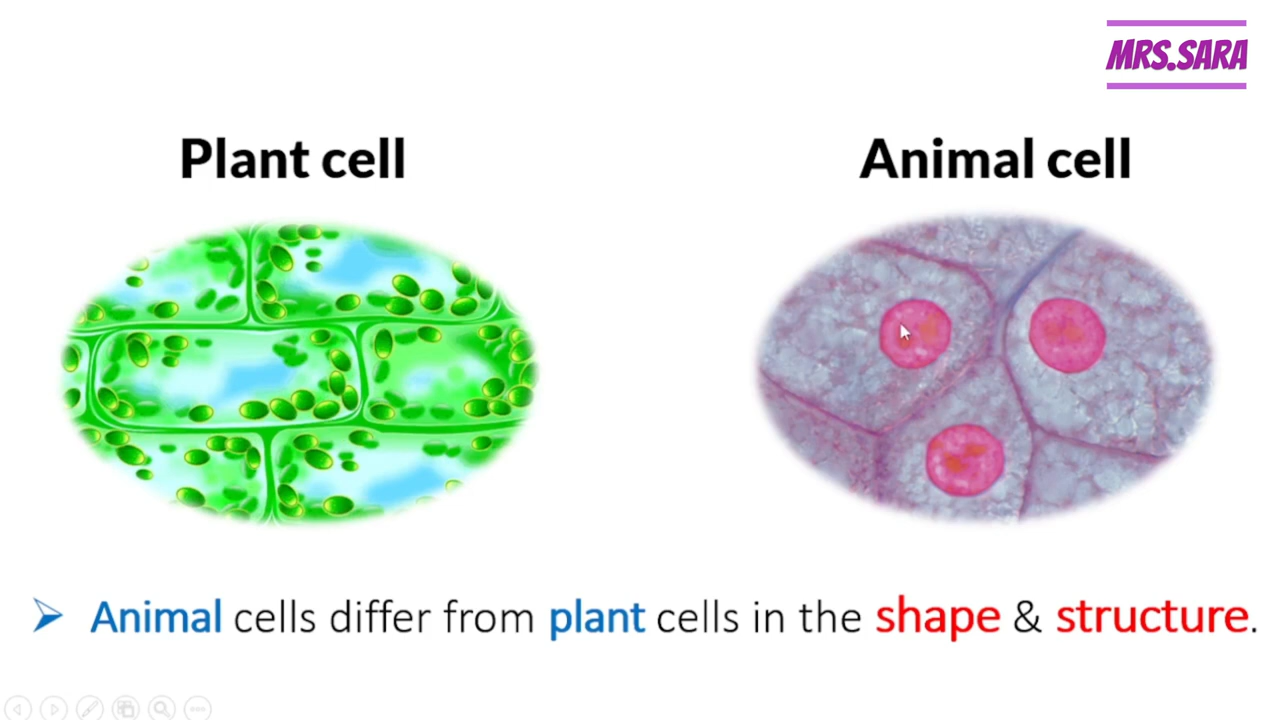 MRS.SARA
Plant cell
Animal cell
➢ Animal cells differ from plant cells in the shape & structure.